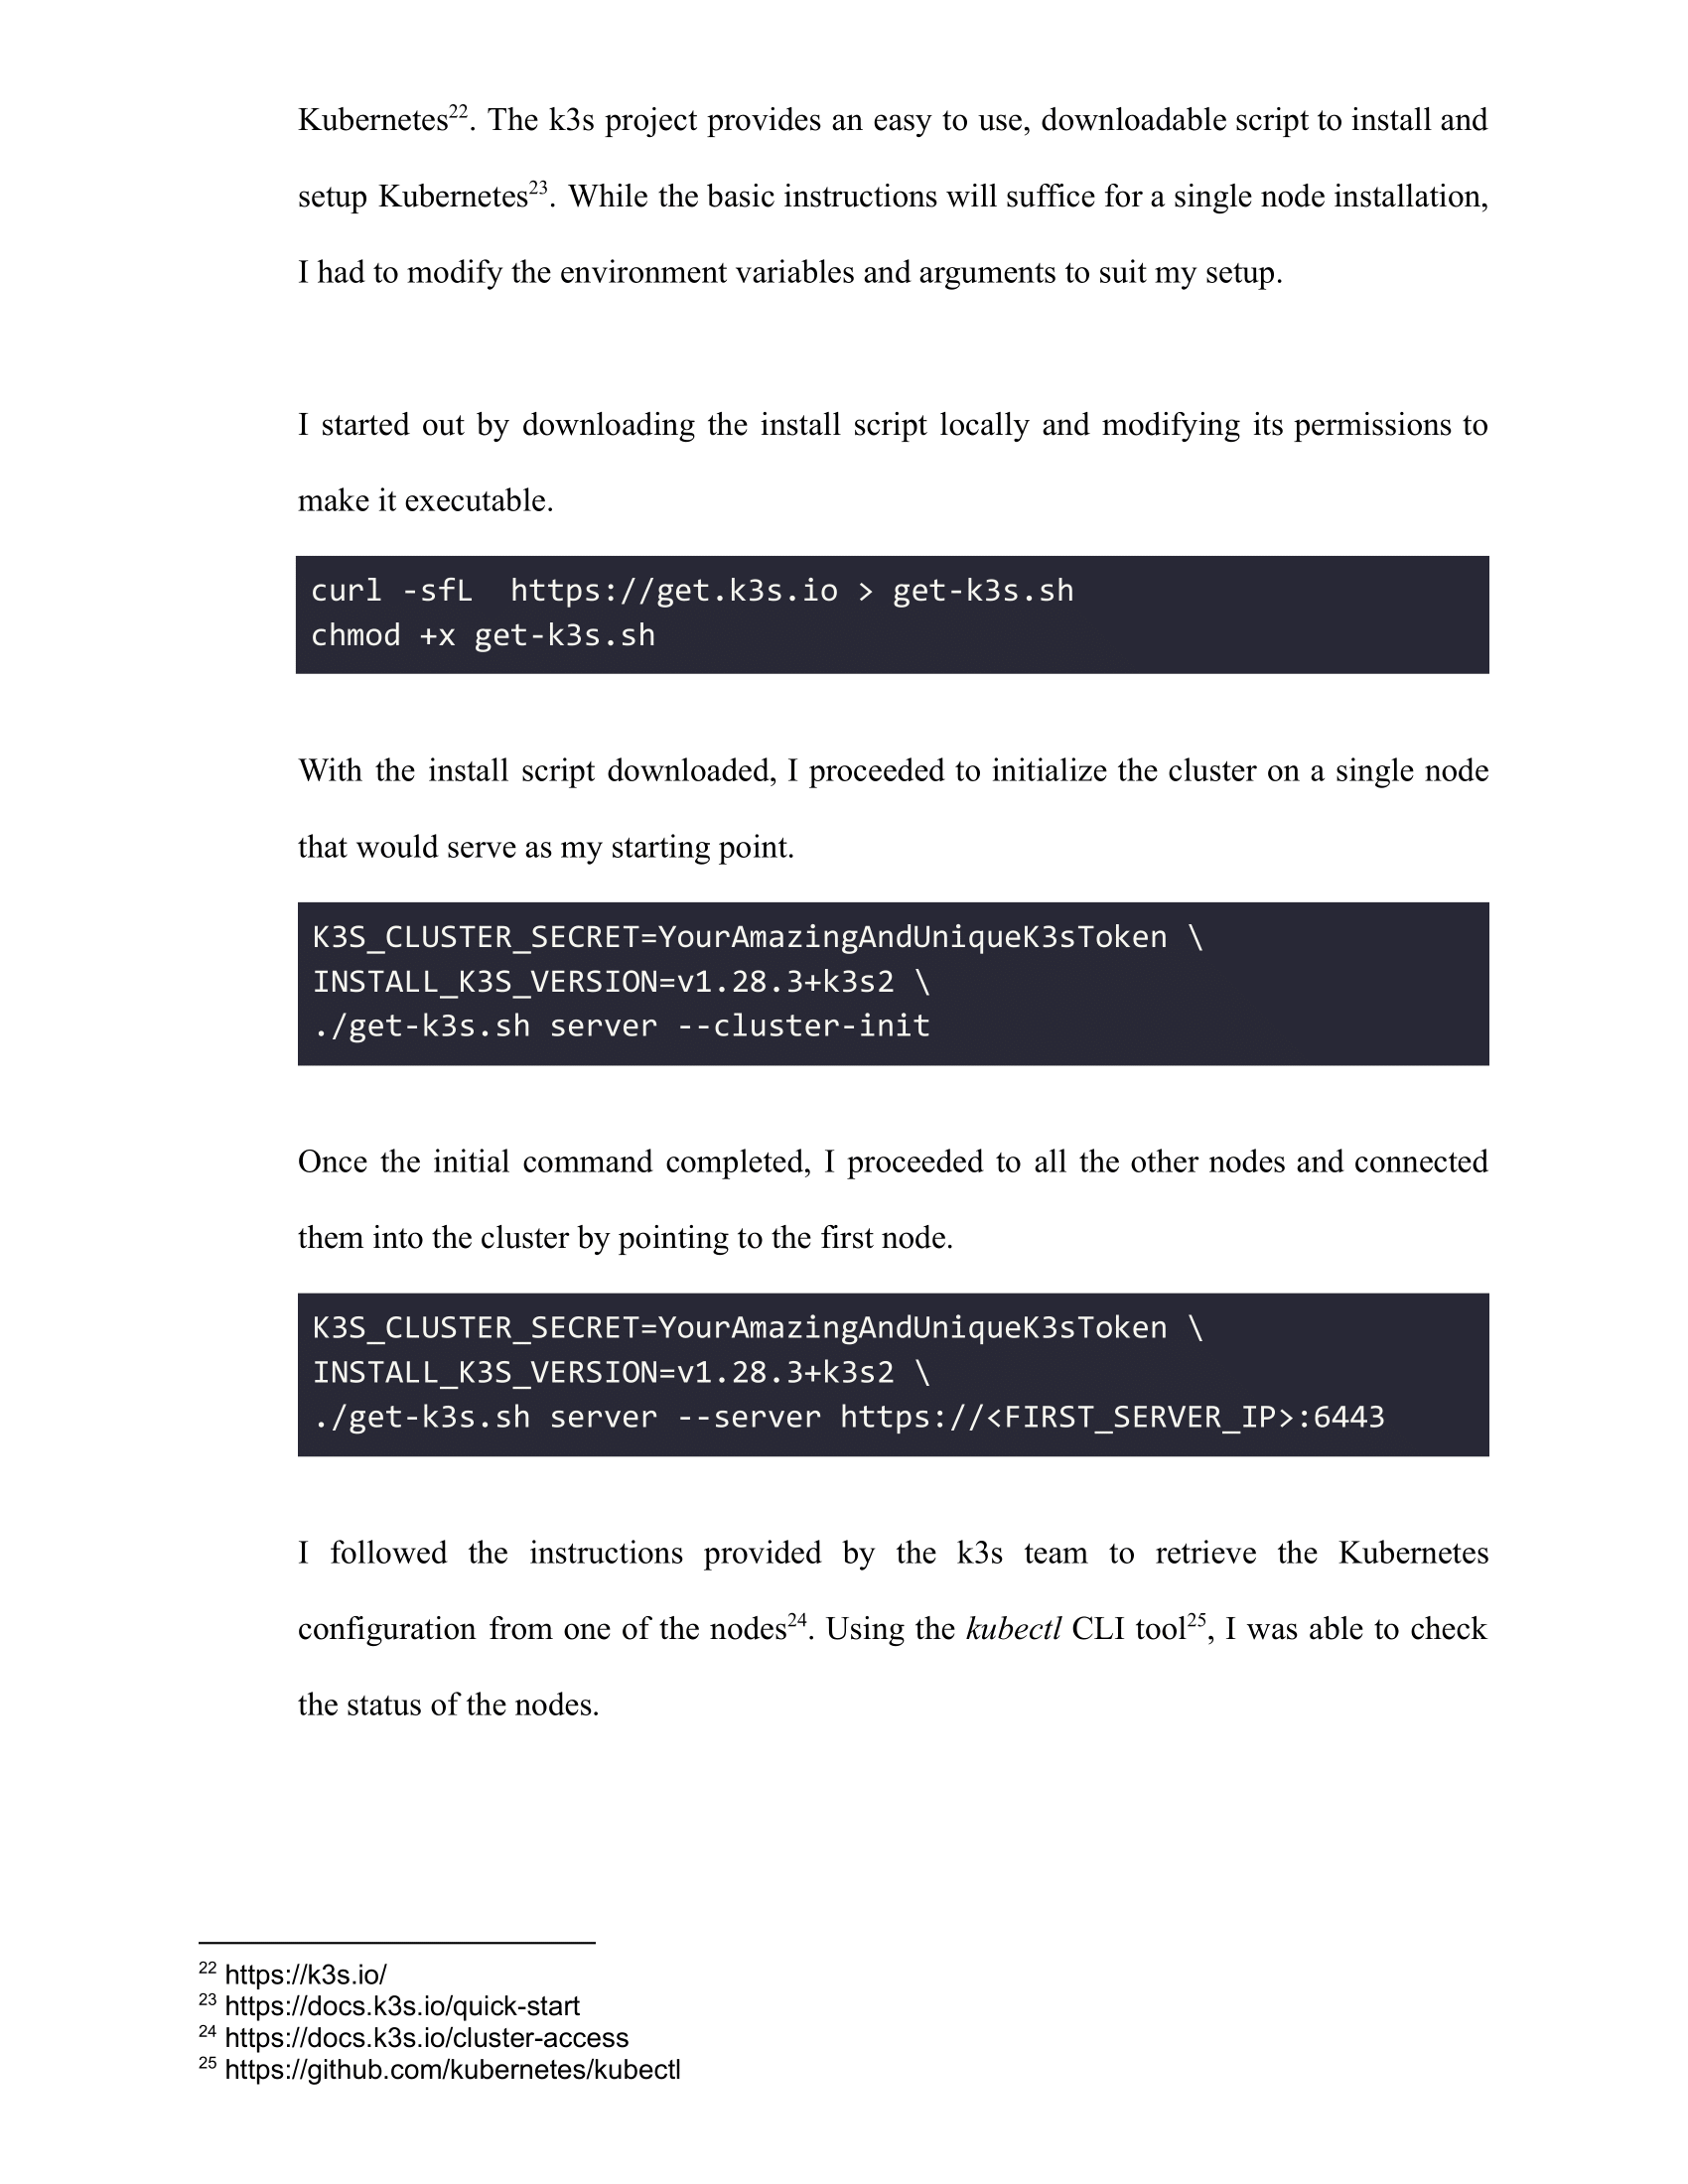 Kubernetes22. The k3s project provides an easy to use, downloadable script to install and
setup Kubernetes23. While the basic instructions will suffice for a single node installation,
I had to modify the environment variables and arguments to suit my setup.
I started out by downloading the install script locally and modifying its permissions to
make it executable.
curl -sfL  https://get.k3s.io > get-k3s.sh
chmod +x get-k3s.sh
With the install script downloaded, I proceeded to initialize the cluster on a single node
that would serve as my starting point.
K3S_CLUSTER_SECRET=YourAmazingAndUniqueK3sToken \
INSTALL_K3S_VERSION=v1.28.3+k3s2 \
./get-k3s.sh server --cluster-init
Once the initial command completed, I proceeded to all the other nodes and connected
them into the cluster by pointing to the first node.
K3S_CLUSTER_SECRET=YourAmazingAndUniqueK3sToken \
INSTALL_K3S_VERSION=v1.28.3+k3s2 \
./get-k3s.sh server --server https://<FIRST_SERVER_IP>:6443
I followed the instructions provided by the k3s team to retrieve the Kubernetes
configuration from one of the nodes24. Using the kubectl CLI tool25, I was able to check
the status of the nodes.
22 https://k3s.io/
23 https://docs.k3s.io/quick-start
24 https://docs.k3s.io/cluster-access
25 https://github.com/kubernetes/kubectl